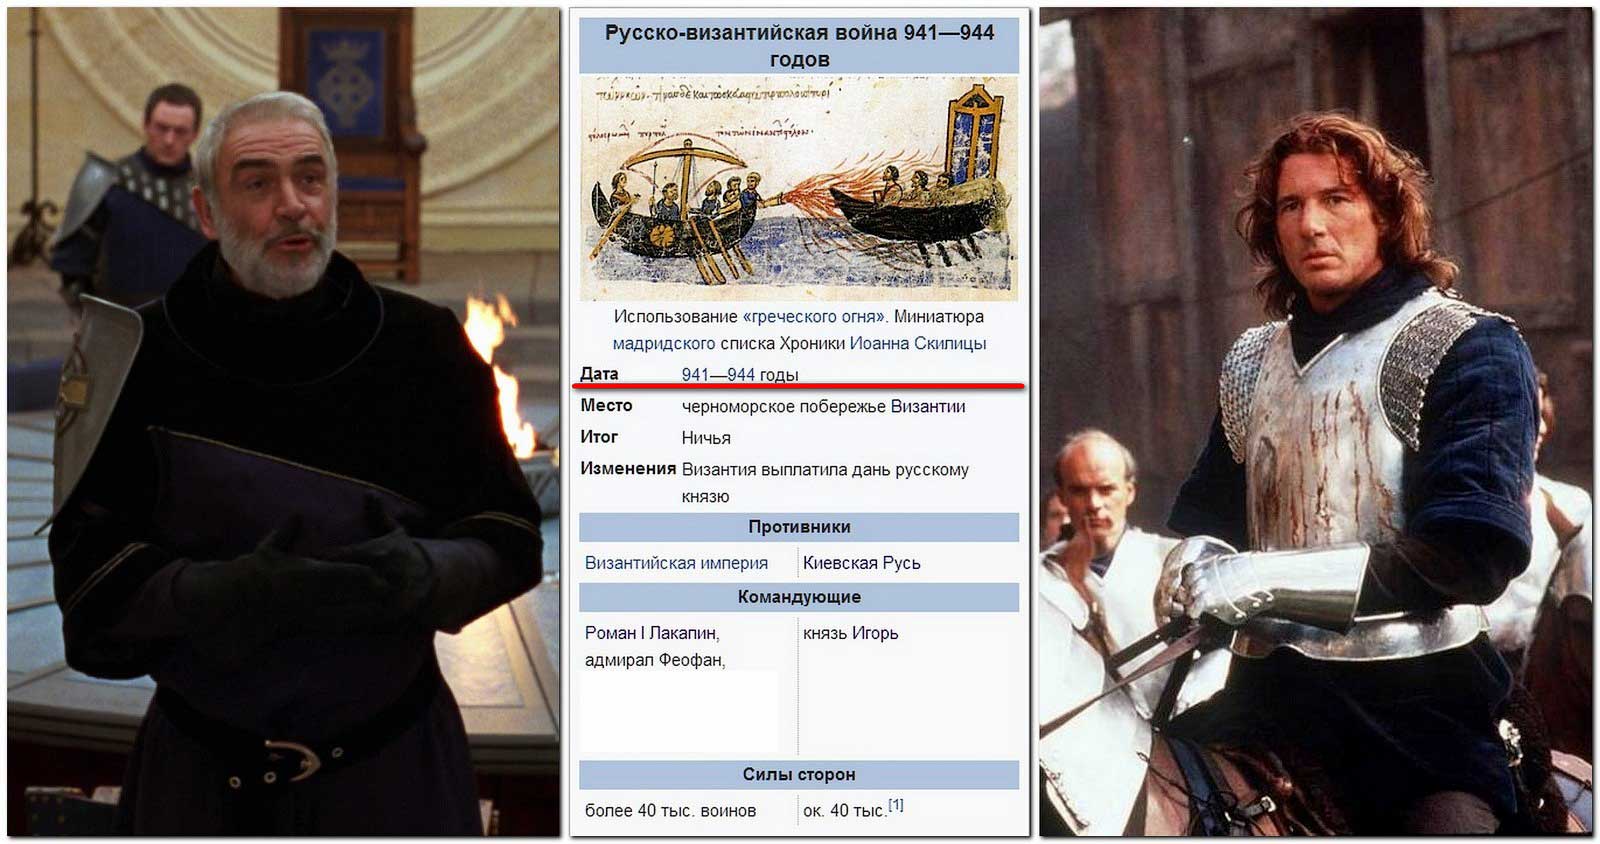 Русско-византийская война 941—944
годов
Использование «греческого огня». Миниатюра
мадридского списка Хроники Иоанна Скилицы
Дата 941—944 годы
Место черноморское побережье Византии
Итог Ничья
Изменения Византия выплатила дань русскому
князю
Противники
Византийская империя Киевская Русь
Командующие
Роман I Лакапин, князь Игорь
адмирал Феофан,
Силы сторон
более 40 тыс. воинов ок. 40 тыс.[1]